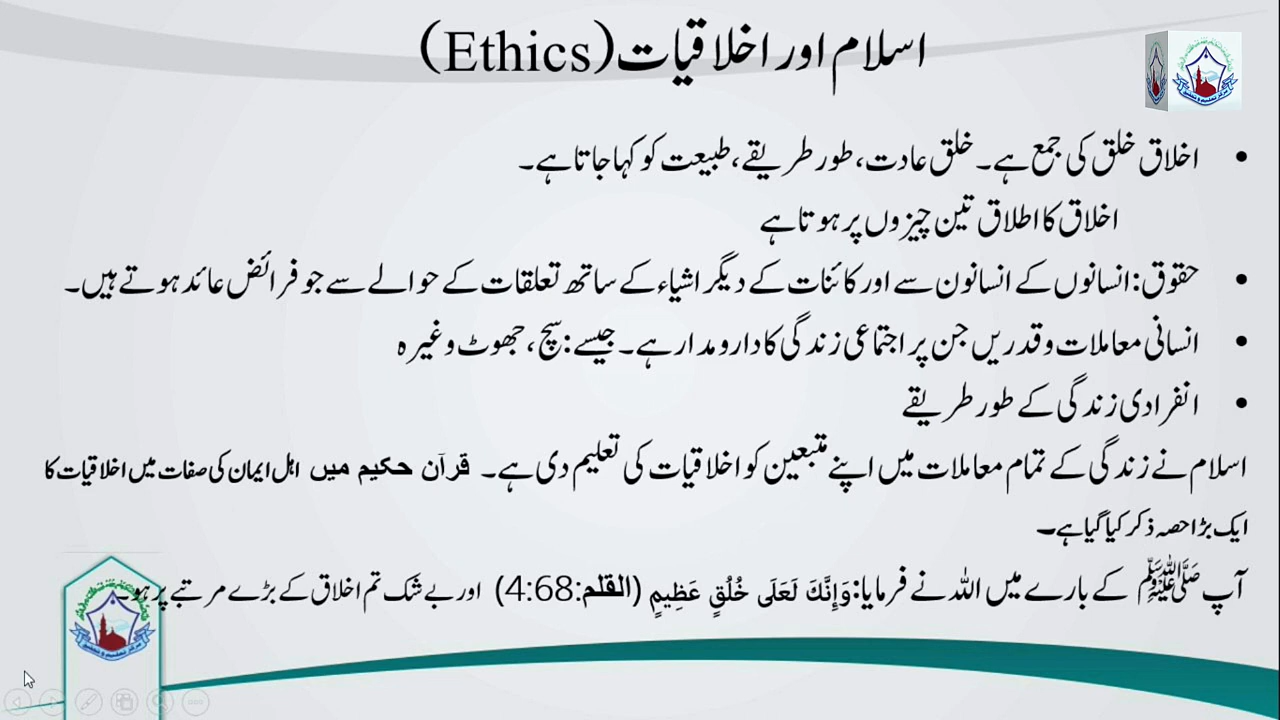 اسلام اور اخلاقیات (Ethics)
• اخلاق خلق کی جمع ہے۔ خلق عادت، طور طریقے، طبیعت کو کہا جاتا ہے۔
اخلاق کا اطلاق تین چیزوں پر ہوتا ہے
• حقوق: انسانوں کے انسانون سے اور کائنات کے دیگر اشیاء کے ساتھ تعلقات کے حوالے سے جو فرائض عائد ہوتے ہیں۔
• انسانی معاملات و قدریں جن پر اجتماعی زندگی کا دارومدار ہے۔ جیسے: سچ، جھوٹ وغیرہ
• انفرادی زندگی کے طور طریقے
اسلام نے زندگی کے تمام معاملات میں اپنے متبعین کو اخلاقیات کی تعلیم دی ہے۔ قرآن حکیم میں اہل ایمان کی صفات میں اخلاقیات کا
ایک بڑا حصہ ذکر کیا گیا ہے۔
آپ ﷺ کے بارے میں اللہ نے فرمایا: وَإِنَّكَ لَعَلَى خُلُقٍ عَظِيمٍ (القلم:4:68) اور بے شک تم اخلاق کے بڑے مرتبے پر ہو۔